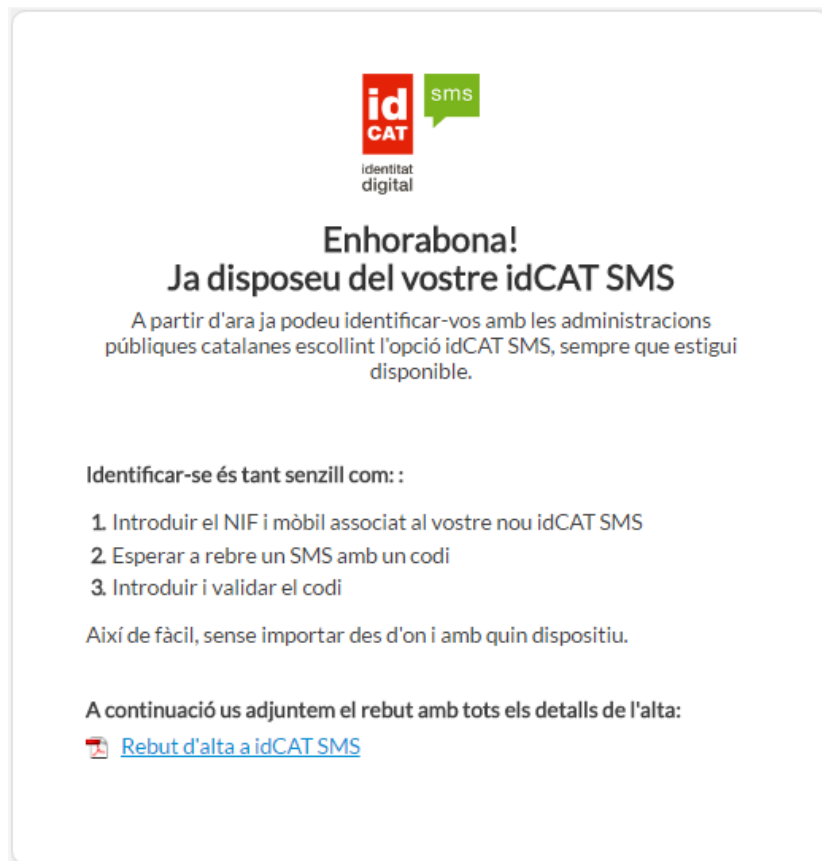 id
CAT
sms
identitat
digital
Enhorabona!
Ja disposeu del vostre idCAT SMS
A partir d'ara ja podeu identificar-vos amb les administracions
públiques catalanes escollint l'opció idCAT SMS, sempre que estigui
disponible.
Identificar-se és tant senzill com: :
1. Introduir el NIF i mòbil associat al vostre nou idCAT SMS
2. Esperar a rebre un SMS amb un codi
3. Introduir i validar el codi
Així de fàcil, sense importar des d'on i amb quin dispositiu.
A continuació us adjuntem el rebut amb tots els detalls de l'alta:
Rebut d'alta a idCAT SMS